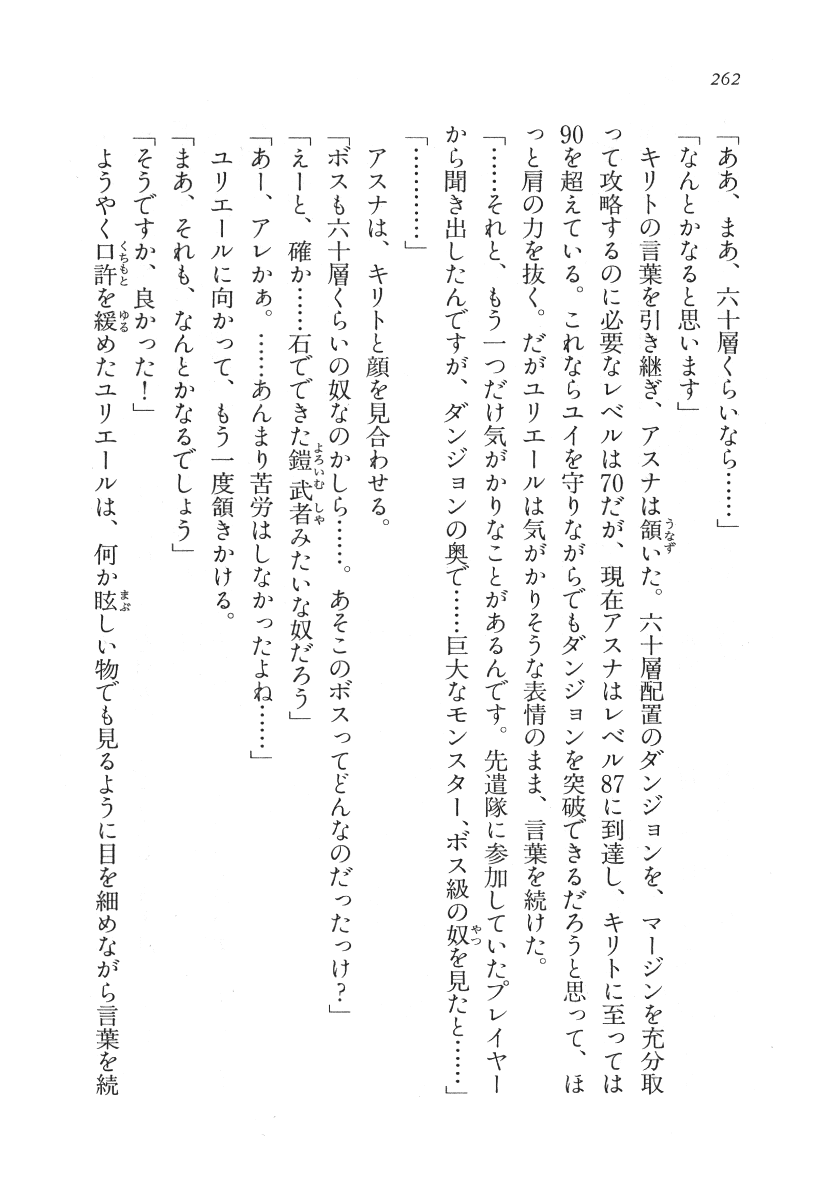 262
「ああ、まあ、六十層くらいなら……」
「なんとかなると思います」
　キリトの言葉を引き継ぎ、アスナは頷いた。六十層配置のダンジョンを、マージンを充分取
って攻略するのに必要なレベルは70だが、現在アスナはレベル87に到達し、キリトに至っては
90を超えている。これならユイを守りながらでもダンジョンを突破できるだろうと思って、ほ
っと肩の力を抜く。だがユリエールは気がかりそうな表情のまま、言葉を続けた。
「……それと、もう一つだけ気がかりなことがあるんです。先遣隊に参加していたプレイヤー
から聞き出したんですが、ダンジョンの奥で……巨大なモンスター、ボス級の奴を見たと……」
「…………」
　アスナは、キリトと顔を見合わせる。
「ボスも六十層くらいの奴なのかしら……。あそこのボスってどんなのだったっけ？」
「えーと、確か……石でできた鎧武者みたいな奴だろう」
「あー、アレかぁ。……あんまり苦労はしなかったよね……」
　ユリエールに向かって、もう一度頷きかける。
「まあ、それも、なんとかなるでしょう」
「そうですか、良かった！」
　ようやく口許を緩めたユリエールは、何か眩しい物でも見るように目を細めながら言葉を続